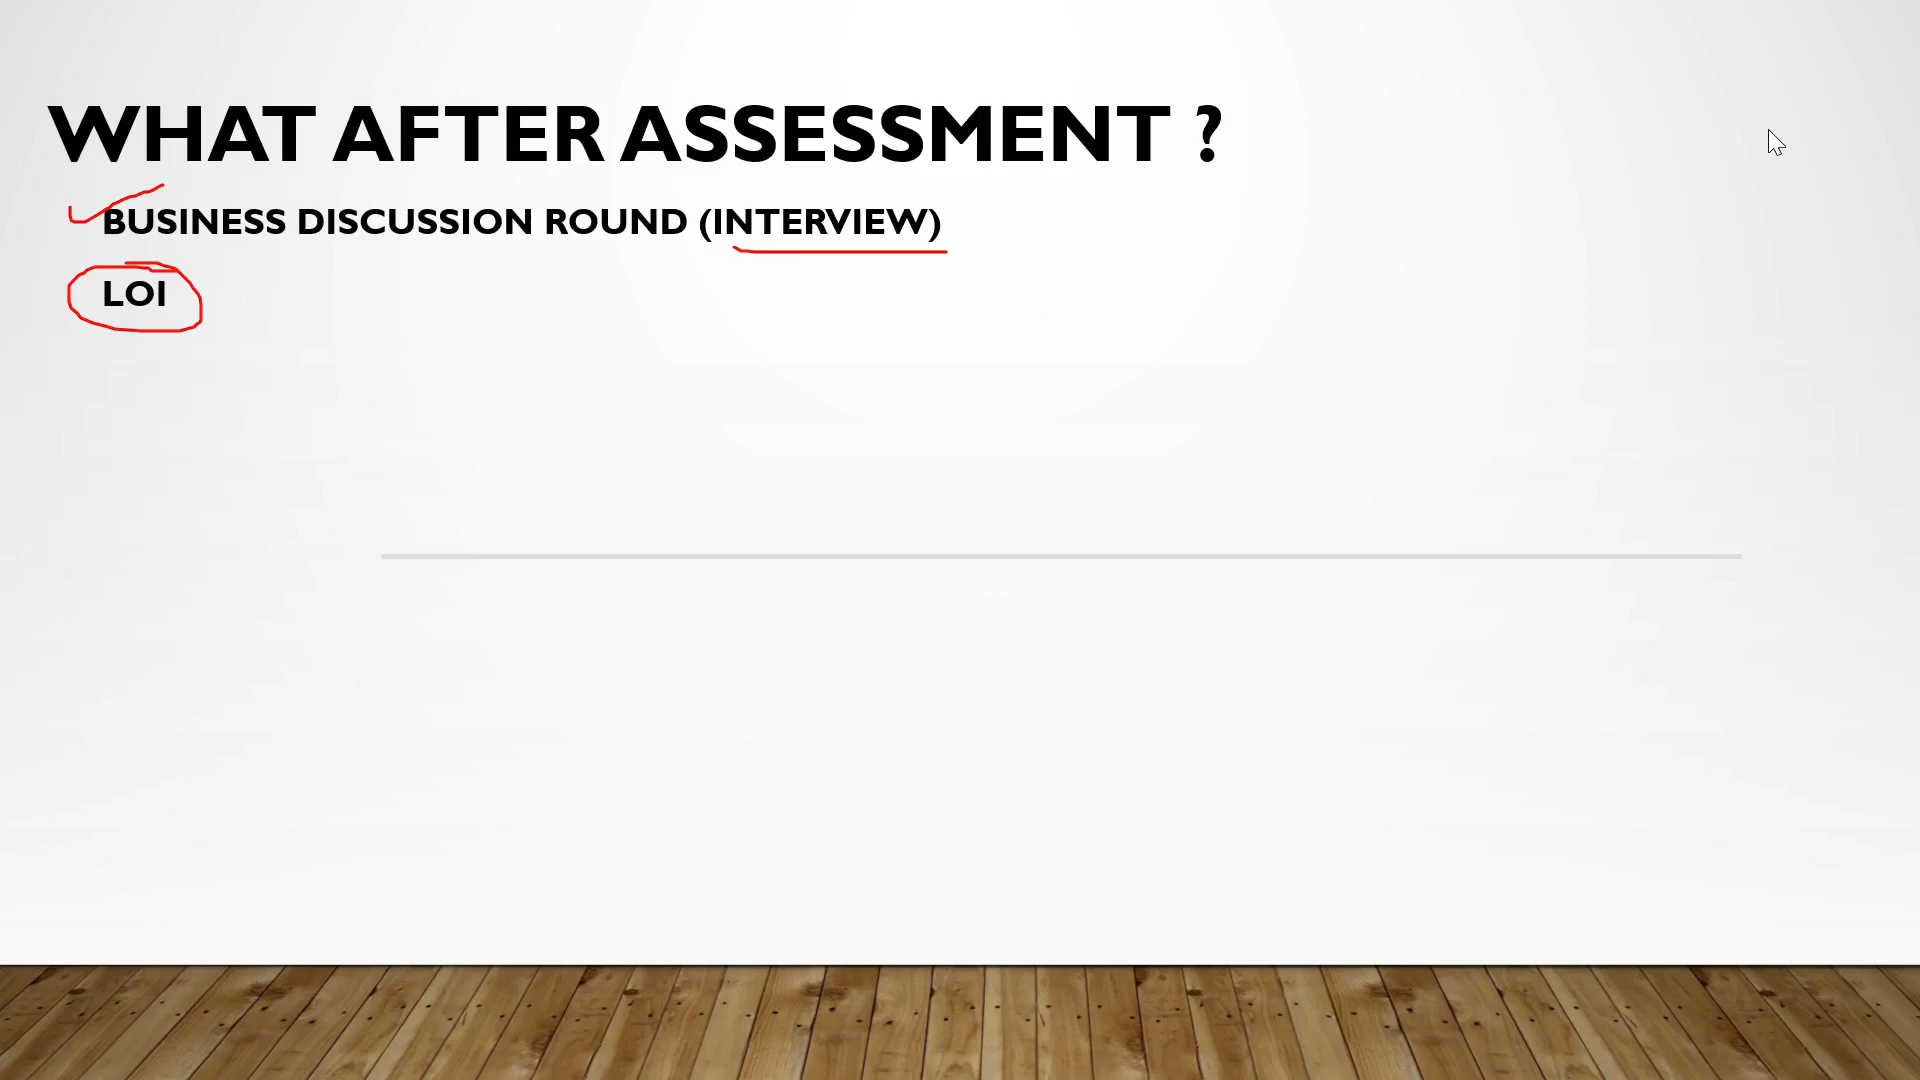 WHAT AFTER ASSESSMENT ?
BUSINESS DISCUSSION ROUND (INTERVIEW)
LOI